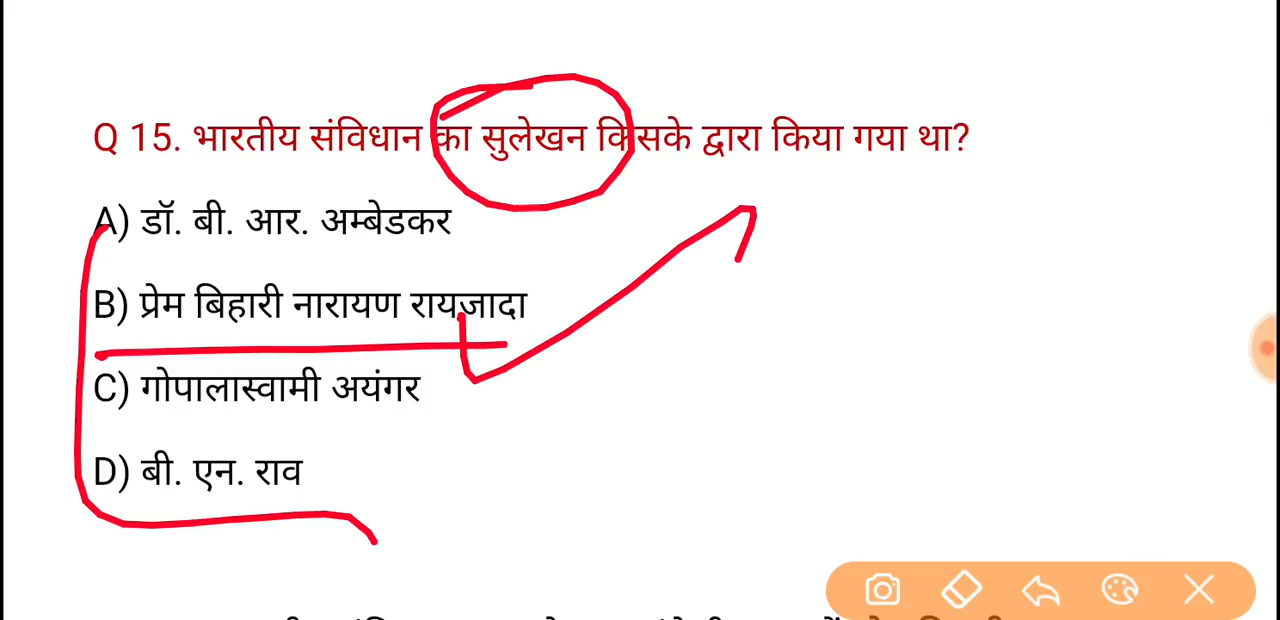 Q 15. भारतीय संविधान का सुलेखन किसके द्वारा किया गया था?
A) डॉ. बी. आर. अम्बेडकर
B) प्रेम बिहारी नारायण रायजादा
C) गोपालास्वामी अयंगर
D) बी. एन. राव